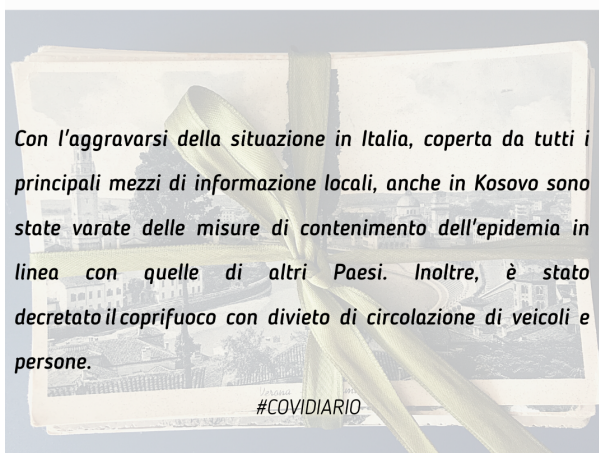 Con l'aggravarsi della situazione in Italia, coperta da tutti i
principali mezzi di informazione locali, anche in Kosovo sono
state varate delle misure di contenimento dell'epidemia in
linea con quelle di altri Paesi. Inoltre, è stato
decretato il coprifuoco con divieto di circolazione di veicoli e
persone.
#COVIDIARIO